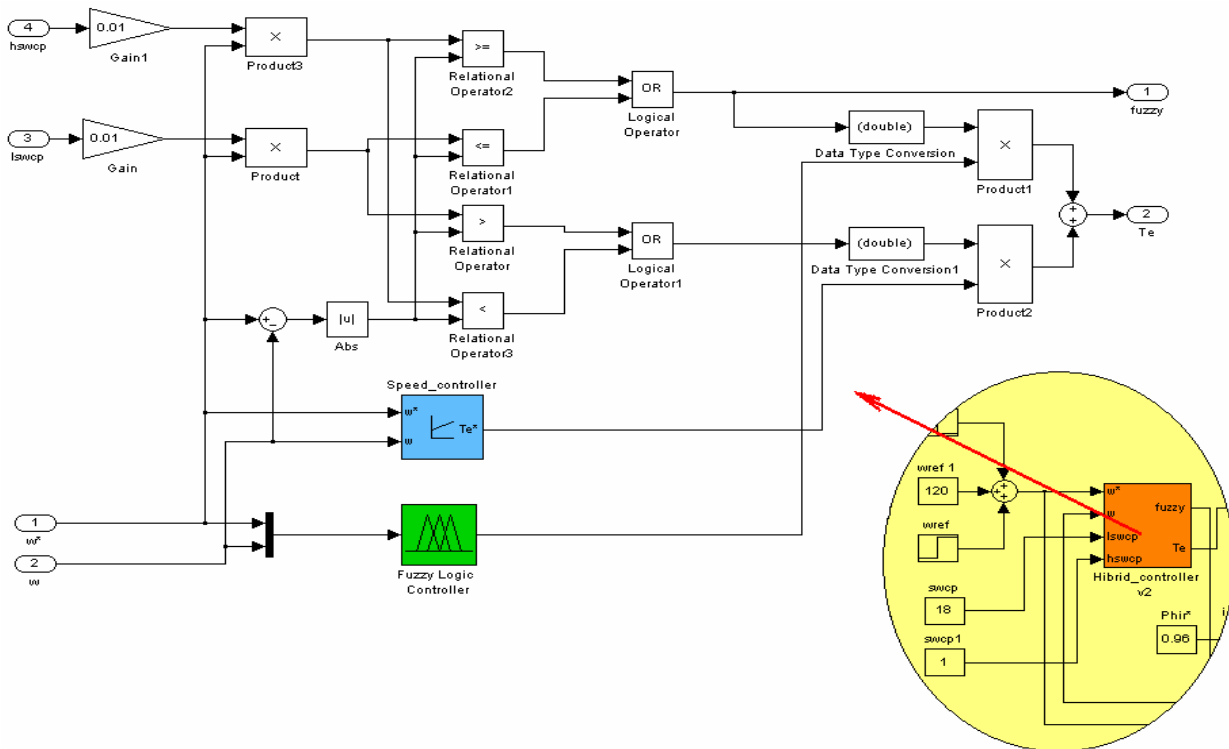 4
hswcp
0.01
Gain1
×
Product3
>=
Relational
Operator2
OR
Logical
Operator
1
fuzzy
3
lswcp
0.01
Gain
×
Product
<=
Relational
Operator1
(double)
Data Type Conversion
×
Product1
>
Relational
Operator
OR
Logical
Operator1
(double)
Data Type Conversion1
×
Product2
+
+
2
Te
+
−
|u|
Abs
<
Relational
Operator3
Speed_controller
w*
w
Te*
1
w*
2
w
Fuzzy Logic
Controller
wref 1
120
+
+
+
wref
swcp
18
swcp1
1
w*
w
lswcp
hswcp
fuzzy
Te
Hibrid_controller
v2
Phir*
0.96
i